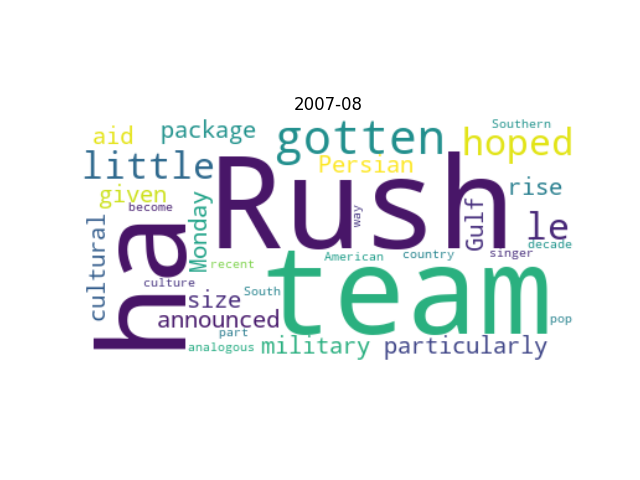 2007-08
Southern
aid package gotten hoped
little Persian
given Rush rise
become Monday way Gulf le
cultural ha decade
recent American country singer
culture South team
size
announced pop
part
analogous military particularly